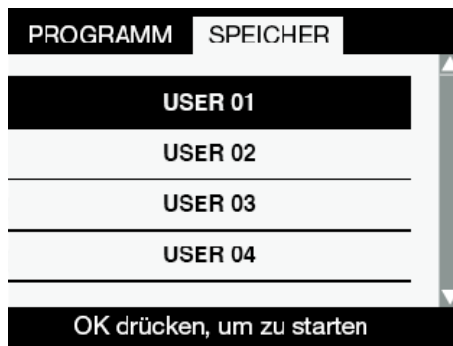 PROGRAMM SPEICHER
USER 01
USER 02
USER 03
USER 04
OK drücken, um zu starten